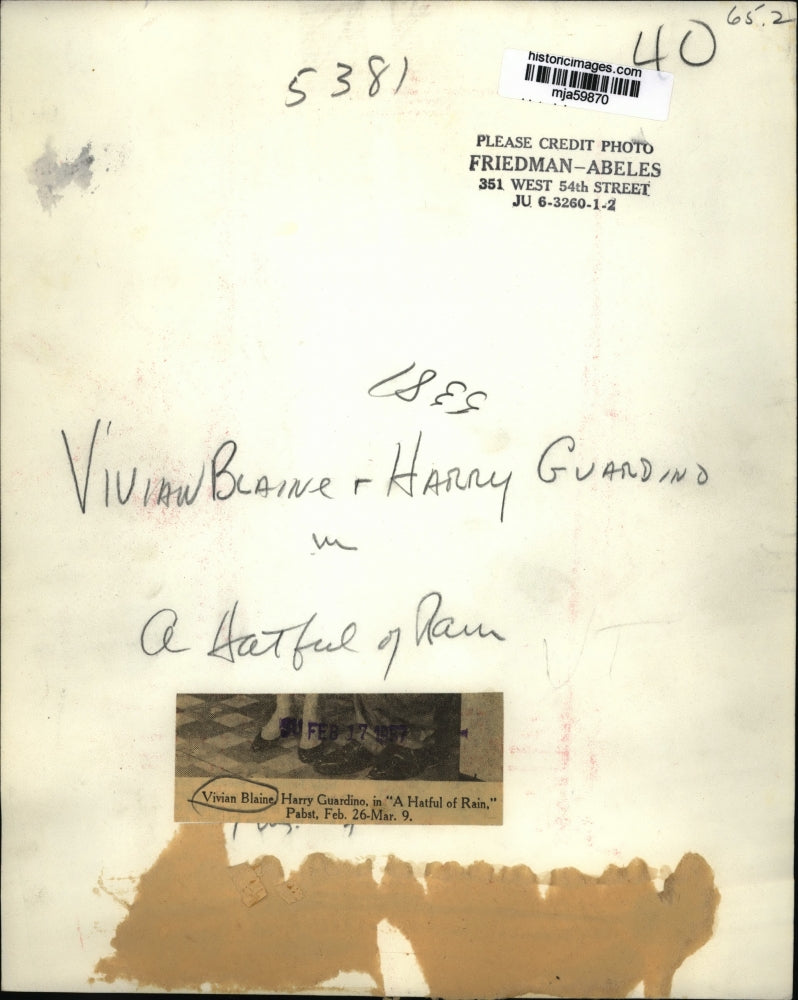 65.2
40
5381
historicimages.com
mja59870
PLEASE CREDIT PHOTO
FRIEDMAN-ABELES
351 WEST 54th STREET
JU 6-3260-1-2
5381
VIVIAN BLAINE + HARRY GUARDINO
in
A Hatful of Rain
VT
SU FEB 17 1957
Vivian Blaine, Harry Guardino, in "A Hatful of Rain,"
Pabst, Feb. 26-Mar. 9.